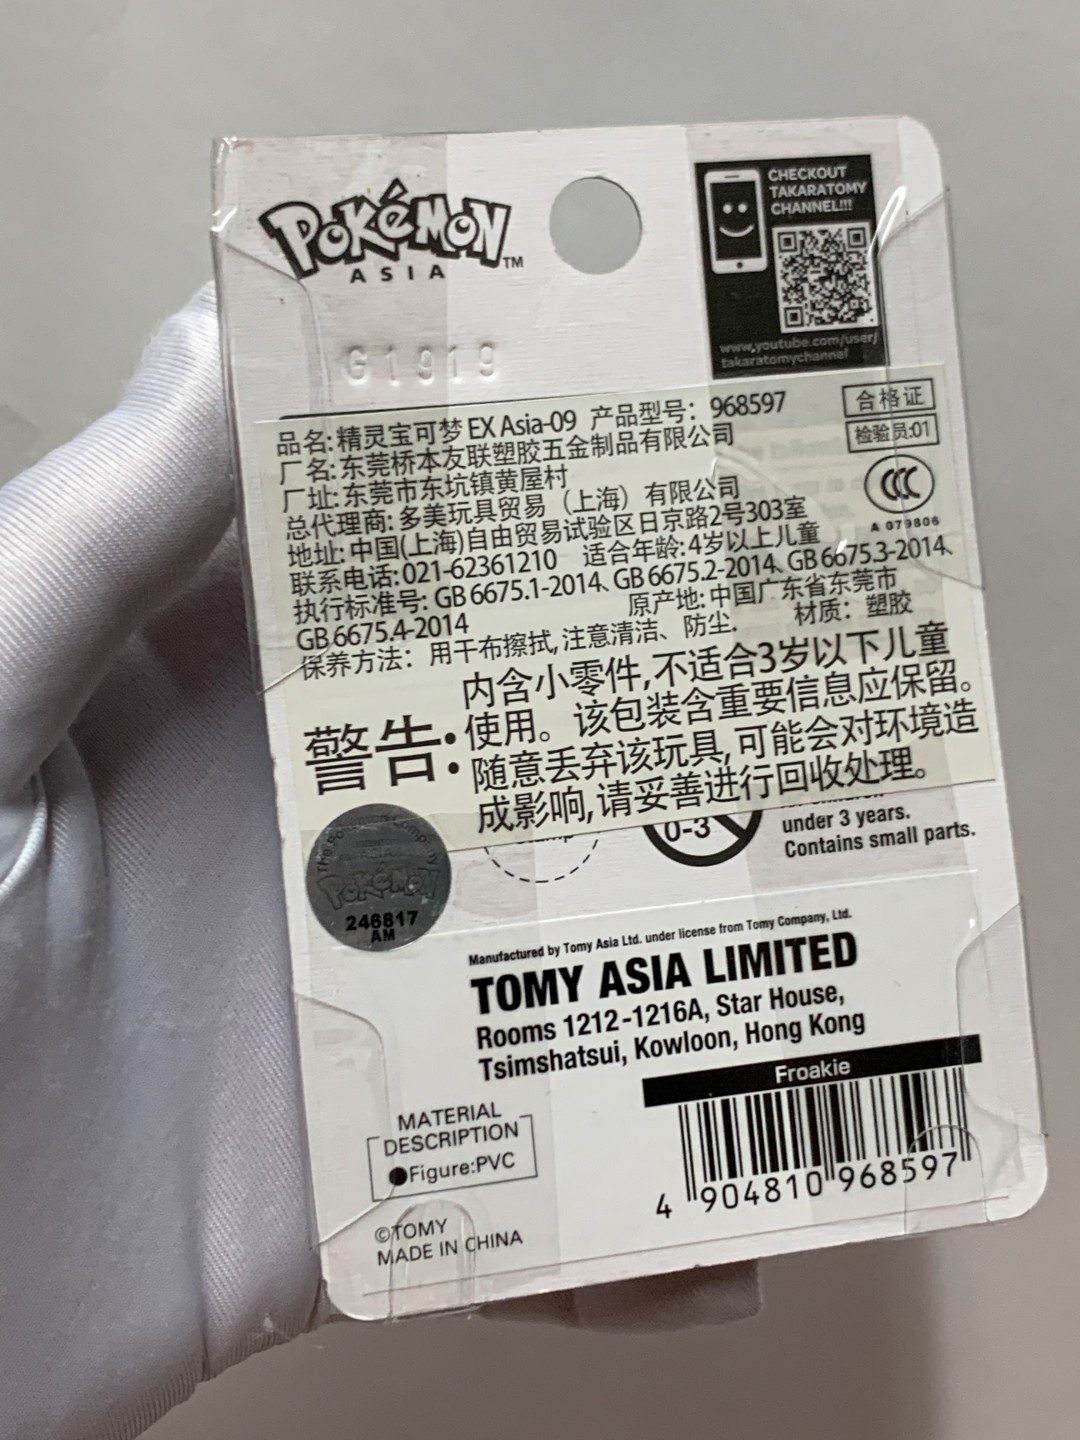 POKéMON™
ASIA
CHECKOUT
TAKARATOMY
CHANNEL!!!
www.youtube.com/user/
takaratomychannel
G1919
品名:精灵宝可梦 EX Asia-09 产品型号：968597
合格证
厂名:东莞桥本友联塑胶五金制品有限公司
检验员:01
厂址:东莞市东坑镇黄屋村
CCC
总代理商:多美玩具贸易（上海）有限公司
A 079806
地址:中国(上海)自由贸易试验区日京路2号303室
联系电话:021-62361210 适合年龄:4岁以上儿童
执行标准号: GB 6675.1-2014、GB 6675.2-2014、GB 6675.3-2014、
GB 6675.4-2014 原产地: 中国广东省东莞市
保养方法：用干布擦拭,注意清洁、防尘. 材质：塑胶
警告:
内含小零件,不适合3岁以下儿童
使用。该包装含重要信息应保留。
随意丢弃该玩具,可能会对环境造
成影响,请妥善进行回收处理。
0-3
under 3 years.
Contains small parts.
The Pokémon Company
POKéMON
246817
AM
Manufactured by Tomy Asia Ltd. under license from Tomy Company, Ltd.
TOMY ASIA LIMITED
Rooms 1212-1216A, Star House,
Tsimshatsui, Kowloon, Hong Kong
Froakie
MATERIAL
DESCRIPTION
●Figure:PVC
4 904810 968597
©TOMY
MADE IN CHINA